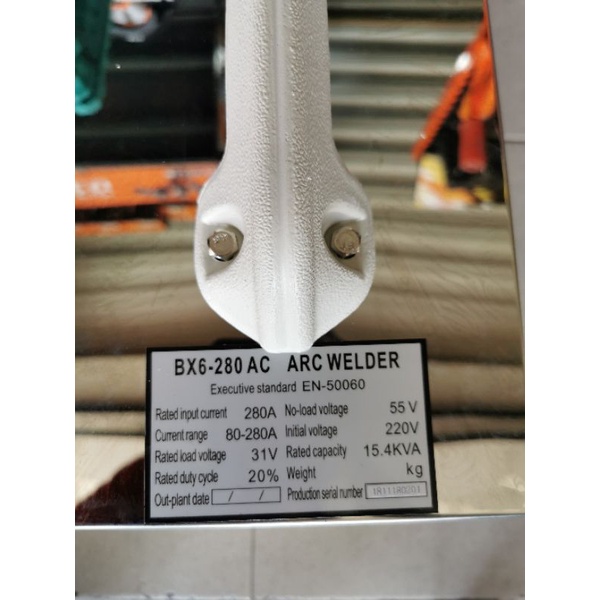 BX6-280 AC ARC WELDER
Executive standard EN-50060
Rated input current 280A No-load voltage 55V
Current range 80-280A Initial voltage 220V
Rated load voltage 31V Rated capacity 15.4KVA
Rated duty cycle 20% Weight kg
Out-plant date / / Production serial number